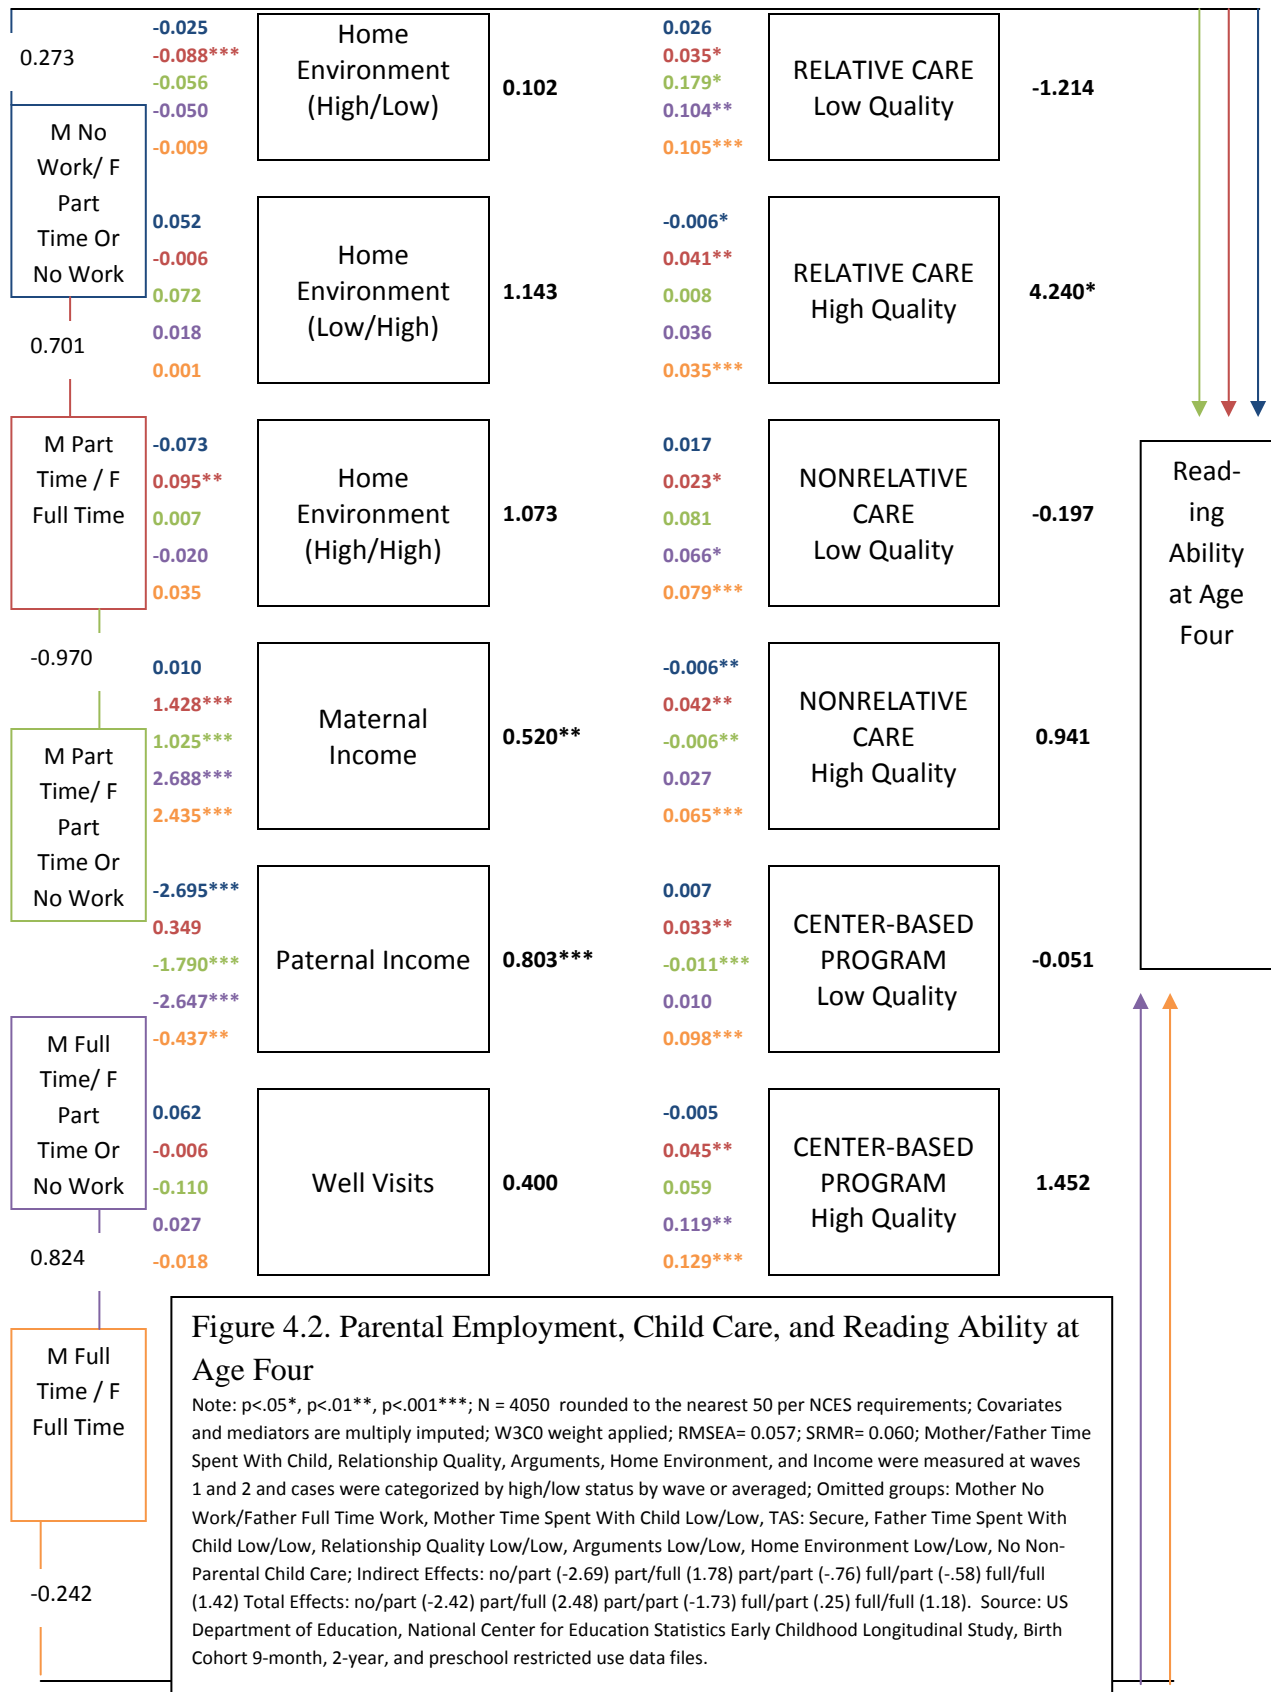 0.273
M No
Work/ F
Part
Time Or
No Work
0.701
M Part
Time / F
Full Time
-0.970
M Part
Time/ F
Part
Time Or
No Work
M Full
Time/ F
Part
Time Or
No Work
0.824
M Full
Time / F
Full Time
-0.242
-0.025
-0.088***
-0.056
-0.050
-0.009
Home
Environment
(High/Low)
0.102
0.052
-0.006
0.072
0.018
0.001
Home
Environment
(Low/High)
1.143
-0.073
0.095**
0.007
-0.020
0.035
Home
Environment
(High/High)
1.073
0.010
1.428***
1.025***
2.688***
2.435***
Maternal
Income
0.520**
-2.695***
0.349
-1.790***
-2.647***
-0.437**
Paternal Income
0.803***
0.062
-0.006
-0.110
0.027
-0.018
Well Visits
0.400
0.026
0.035*
0.179*
0.104**
0.105***
RELATIVE CARE
Low Quality
-1.214
-0.006*
0.041**
0.008
0.036
0.035***
RELATIVE CARE
High Quality
4.240*
0.017
0.023*
0.081
0.066*
0.079***
NONRELATIVE
CARE
Low Quality
-0.197
-0.006**
0.042**
-0.006**
0.027
0.065***
NONRELATIVE
CARE
High Quality
0.941
0.007
0.033**
-0.011***
0.010
0.098***
CENTER-BASED
PROGRAM
Low Quality
-0.051
-0.005
0.045**
0.059
0.119**
0.129***
CENTER-BASED
PROGRAM
High Quality
1.452
Read-
ing
Ability
at Age
Four
Figure 4.2. Parental Employment, Child Care, and Reading Ability at
Age Four
Note: p<.05*, p<.01**, p<.001***; N = 4050 rounded to the nearest 50 per NCES requirements; Covariates
and mediators are multiply imputed; W3C0 weight applied; RMSEA= 0.057; SRMR= 0.060; Mother/Father Time
Spent With Child, Relationship Quality, Arguments, Home Environment, and Income were measured at waves
1 and 2 and cases were categorized by high/low status by wave or averaged; Omitted groups: Mother No
Work/Father Full Time Work, Mother Time Spent With Child Low/Low, TAS: Secure, Father Time Spent With
Child Low/Low, Relationship Quality Low/Low, Arguments Low/Low, Home Environment Low/Low, No Non-
Parental Child Care; Indirect Effects: no/part (-2.69) part/full (1.78) part/part (-.76) full/part (-.58) full/full
(1.42) Total Effects: no/part (-2.42) part/full (2.48) part/part (-1.73) full/part (.25) full/full (1.18). Source: US
Department of Education, National Center for Education Statistics Early Childhood Longitudinal Study, Birth
Cohort 9-month, 2-year, and preschool restricted use data files.